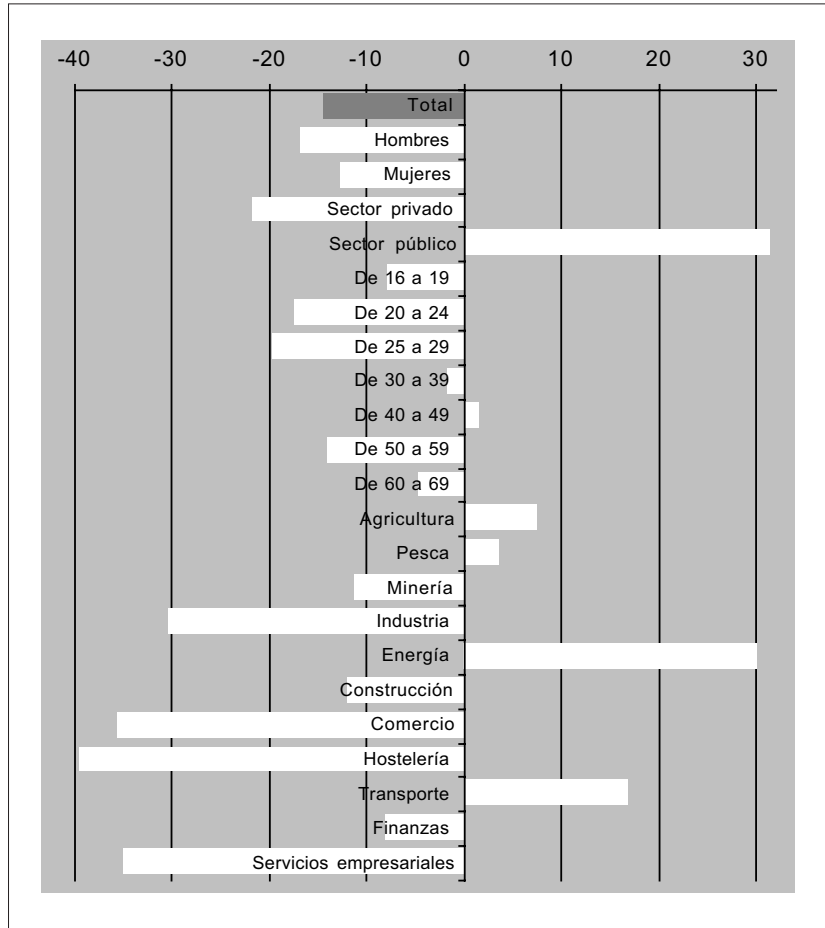 -40 -30 -20 -10 0 10 20 30
Total
Hombres
Mujeres
Sector privado
Sector público
De 16 a 19
De 20 a 24
De 25 a 29
De 30 a 39
De 40 a 49
De 50 a 59
De 60 a 69
Agricultura
Pesca
Minería
Industria
Energía
Construcción
Comercio
Hostelería
Transporte
Finanzas
Servicios empresariales